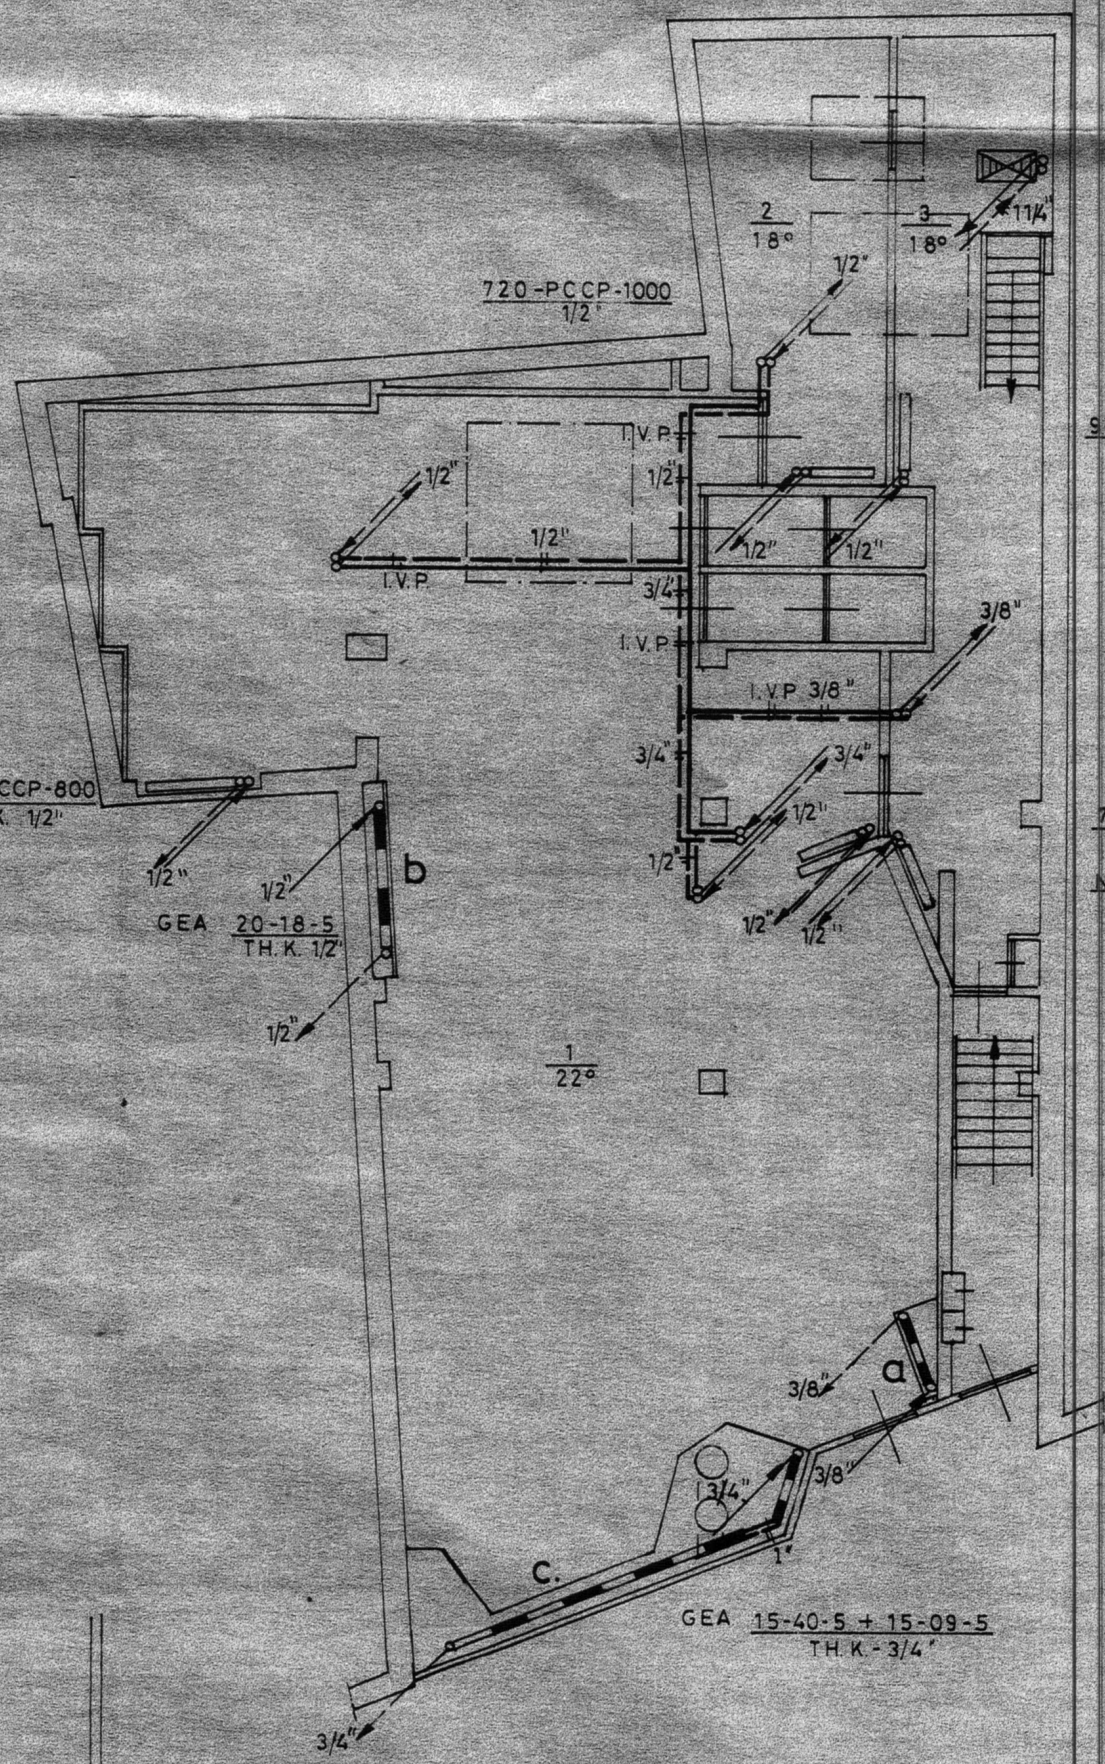 2
18°
3
18°
1 1/4"
1/2"
720-PCCP-1000
1/2"
I.V.P.
1/2"
1/2"
1/2"
I.V.P.
1/2"
1/2"
3/4"
3/8"
I.V.P.
I.V.P. 3/8"
3/4"
3/4"
CCP-800
K. 1/2"
1/2"
1/2"
1/2"
1/2"
b
1/2"
1/2"
GEA 20-18-5
TH.K. 1/2"
1/2"
1
22°
9
7
3/8"
a
3/8"
3/4"
1"
c.
GEA 15-40-5 + 15-09-5
TH.K.-3/4"
3/4"